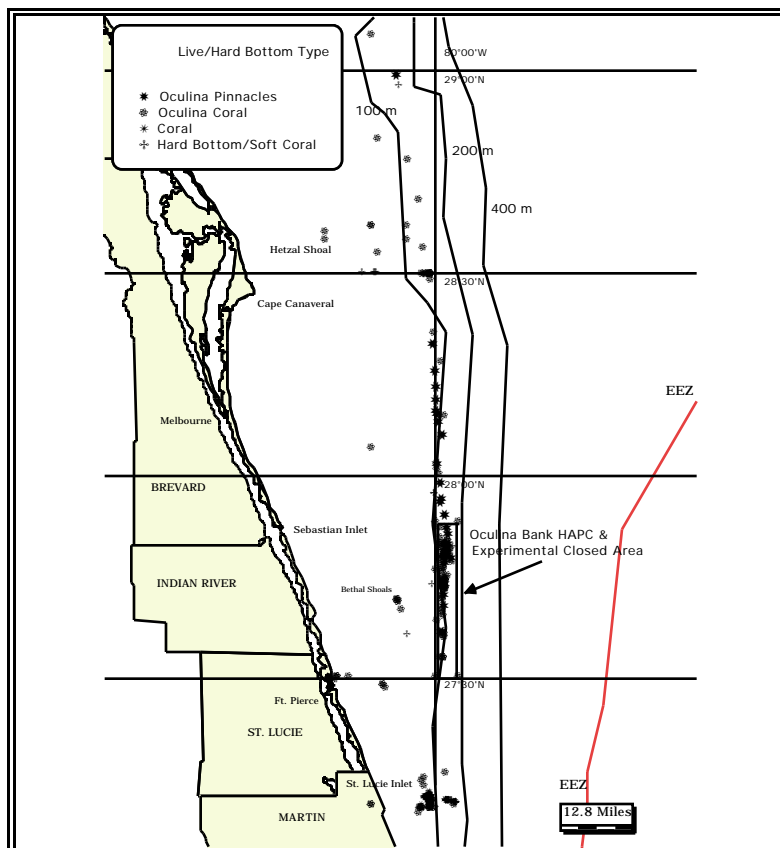 Live/Hard Bottom Type
Oculina Pinnacles
Oculina Coral
Coral
Hard Bottom/Soft Coral
80°00'W
29°00'N
100 m
200 m
400 m
Hetzal Shoal
28°30'N
Cape Canaveral
EEZ
Melbourne
28°00'N
BREVARD
Sebastian Inlet
Oculina Bank HAPC &
Experimental Closed Area
INDIAN RIVER
Bethal Shoals
27°30'N
Ft. Pierce
ST. LUCIE
St. Lucie Inlet
EEZ
12.8 Miles
MARTIN